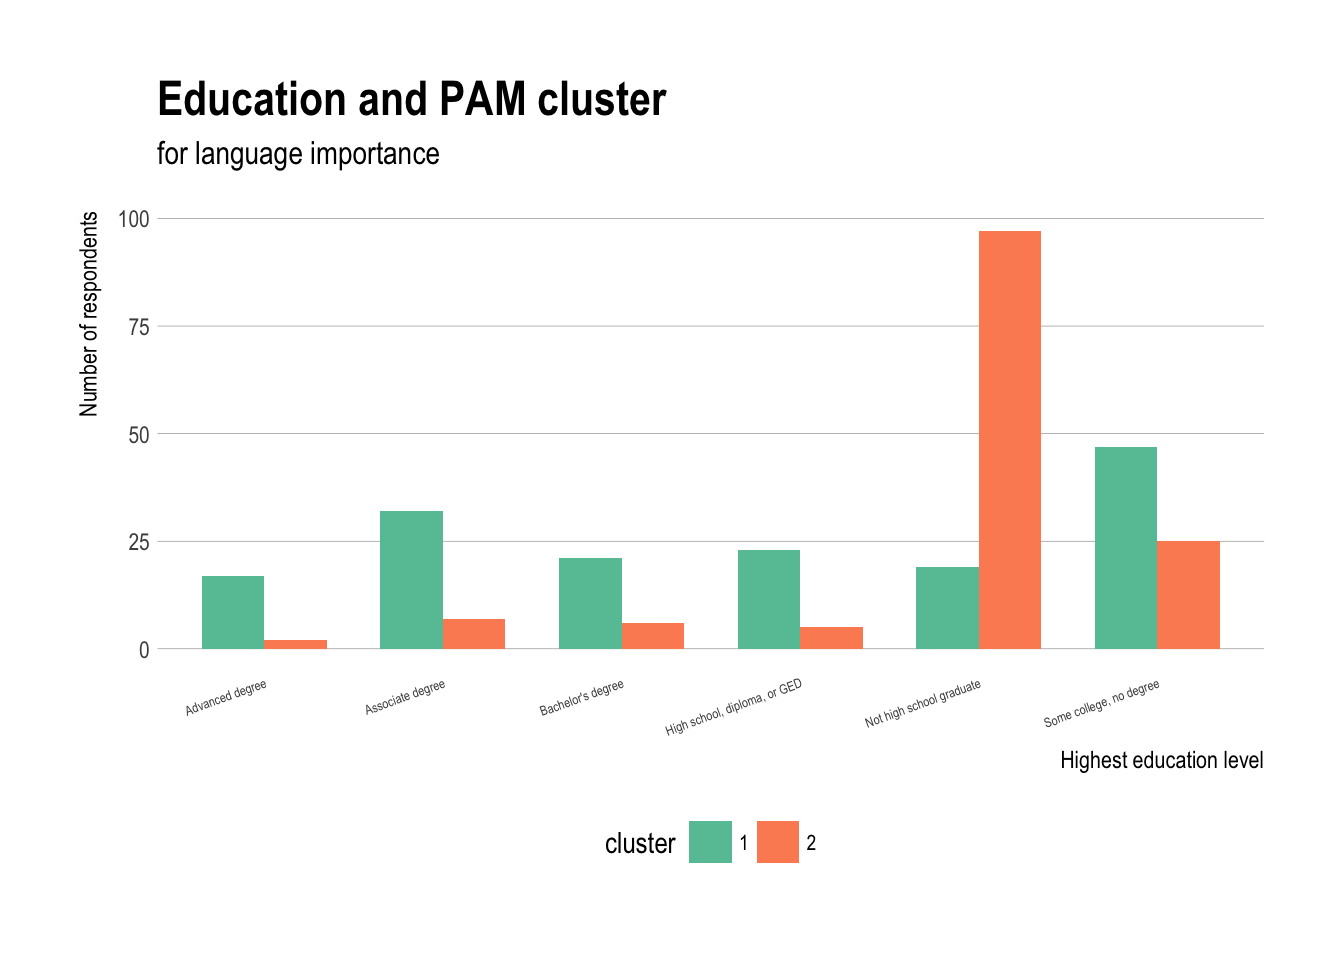 Education and PAM cluster
for language importance
Number of respondents
100
75
50
25
0
Advanced degree
Associate degree
Bachelor's degree
High school, diploma, or GED
Not high school graduate
Some college, no degree
Highest education level
cluster 1 2